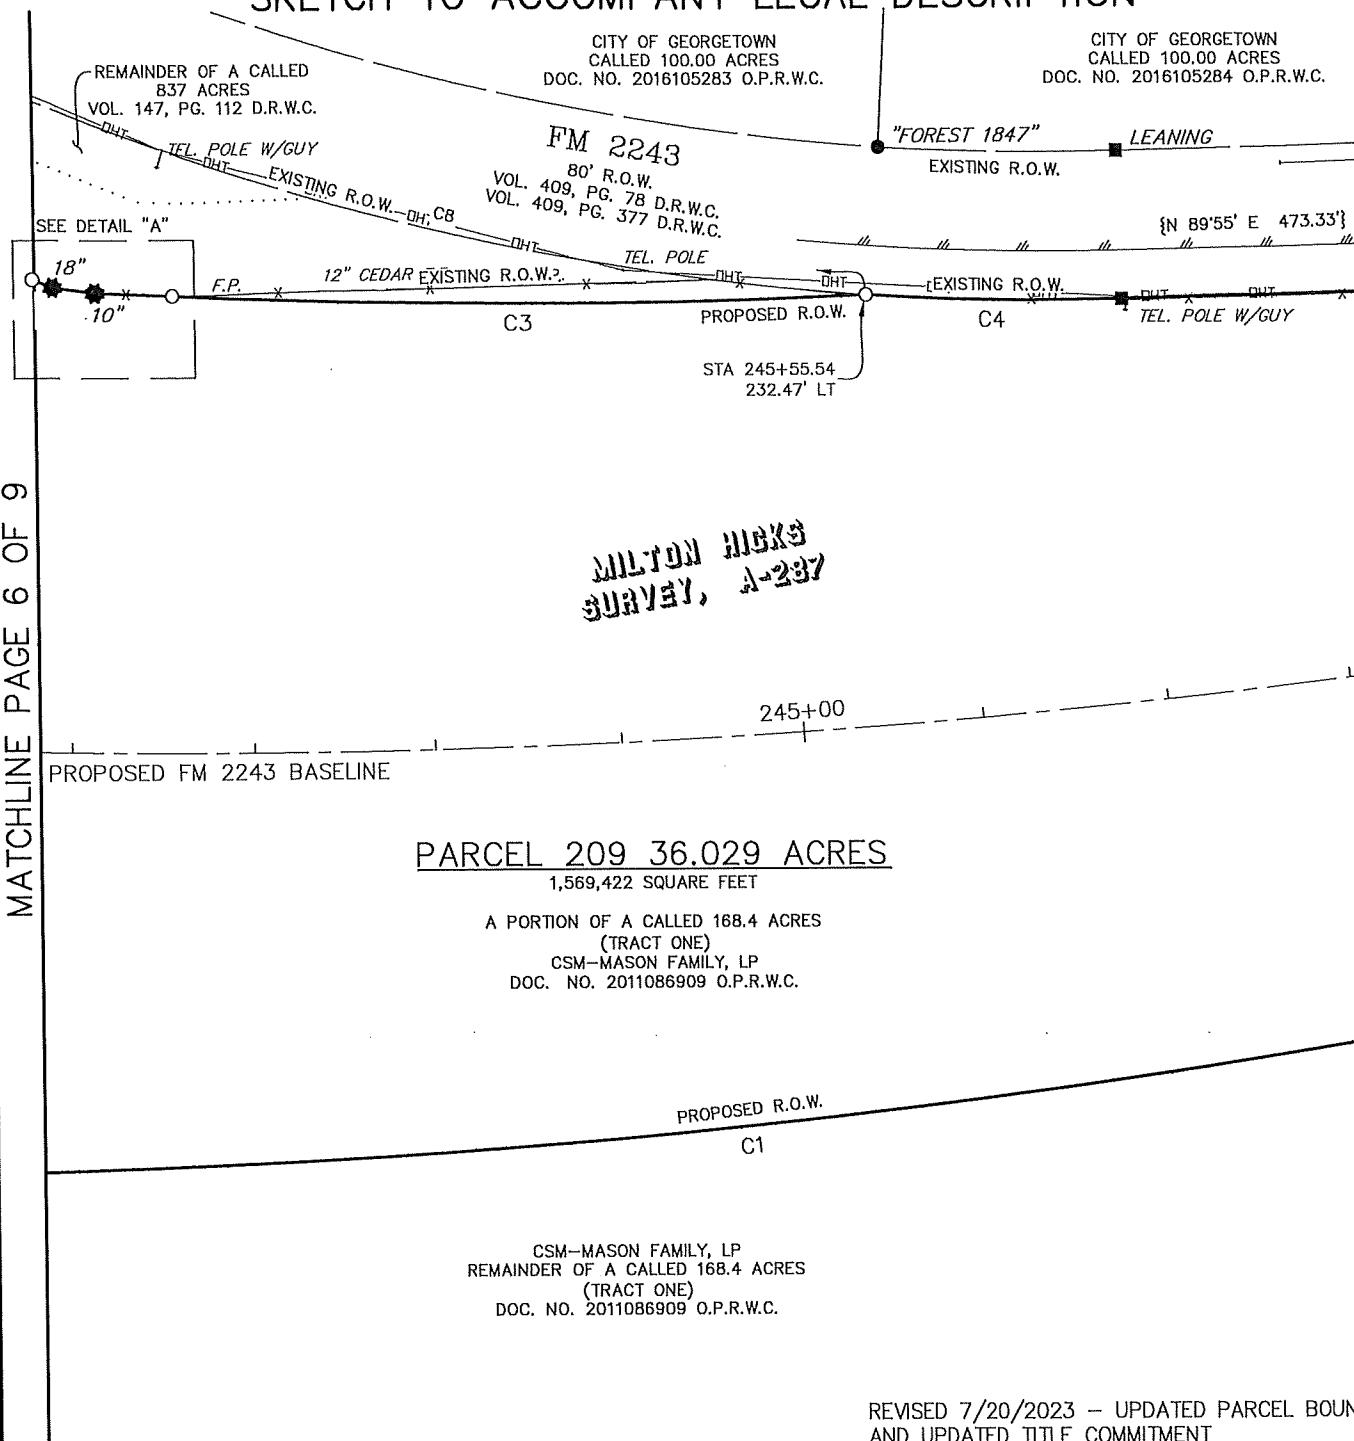 SKETCH TO ACCOMPANY LEGAL DESCRIPTION
CITY OF GEORGETOWN
CALLED 100.00 ACRES
DOC. NO. 2016105283 O.P.R.W.C.
CITY OF GEORGETOWN
CALLED 100.00 ACRES
DOC. NO. 2016105284 O.P.R.W.C.
REMAINDER OF A CALLED
837 ACRES
VOL. 147, PG. 112 D.R.W.C.
OHT
TEL. POLE W/GUY
OHT
EXISTING R.O.W.
OH
C8
OHT
FM 2243
80' R.O.W.
VOL. 409, PG. 78 D.R.W.C.
VOL. 409, PG. 377 D.R.W.C.
"FOREST 1847"
LEANING
EXISTING R.O.W.
{N 89°55' E 473.33'}
SEE DETAIL "A"
18"
10"
F.P.
12" CEDAR
EXISTING R.O.W.
TEL. POLE
OHT
OHT
EXISTING R.O.W.
OHT
OHT
C3
PROPOSED R.O.W.
C4
TEL. POLE W/GUY
STA 245+55.54
232.47' LT
MATCHLINE PAGE 6 OF 9
MILTON HICKS
SURVEY, A-287
245+00
PROPOSED FM 2243 BASELINE
PARCEL 209 36.029 ACRES
1,569,422 SQUARE FEET
A PORTION OF A CALLED 168.4 ACRES
(TRACT ONE)
CSM-MASON FAMILY, LP
DOC. NO. 2011086909 O.P.R.W.C.
PROPOSED R.O.W.
C1
CSM-MASON FAMILY, LP
REMAINDER OF A CALLED 168.4 ACRES
(TRACT ONE)
DOC. NO. 2011086909 O.P.R.W.C.
REVISED 7/20/2023 - UPDATED PARCEL BOUN
AND UPDATED TITLE COMMITMENT